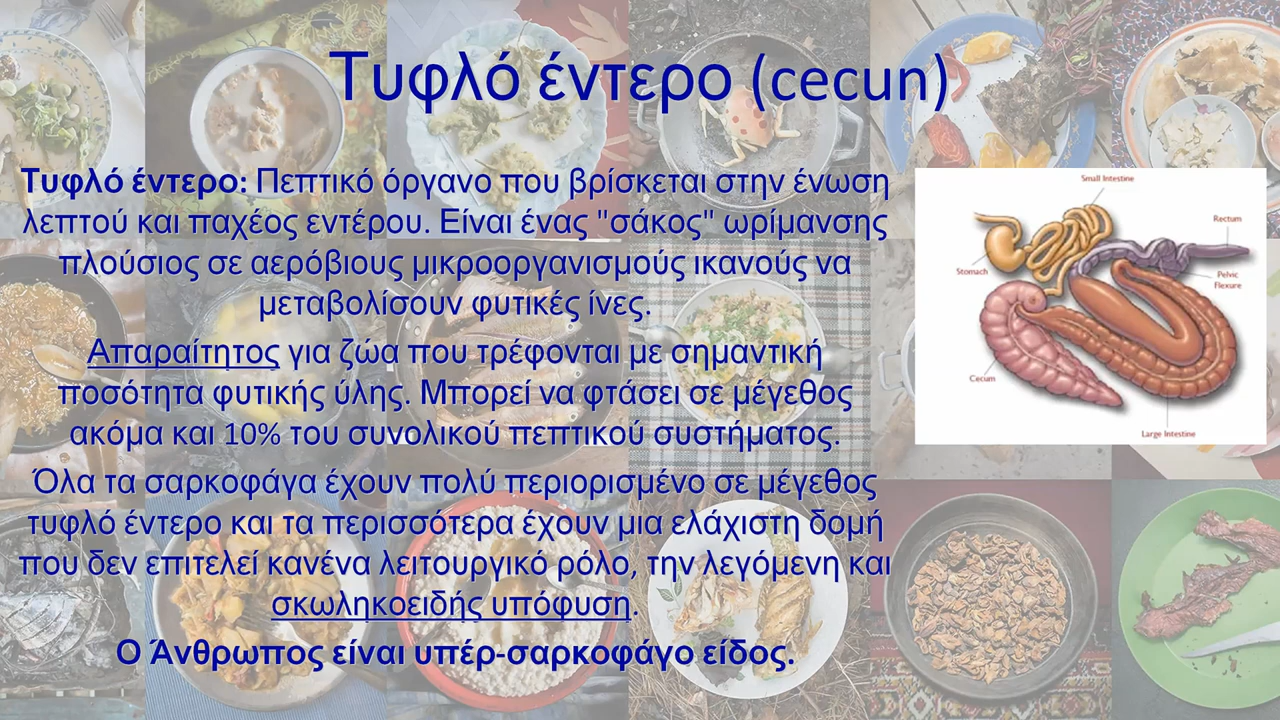 Τυφλό έντερο (cecun)
Τυφλό έντερο: Πεπτικό όργανο που βρίσκεται στην ένωση
λεπτού και παχέος εντέρου. Είναι ένας "σάκος" ωρίμανσης
πλούσιος σε αερόβιους μικροοργανισμούς ικανούς να
μεταβολίσουν φυτικές ίνες.
Απαραίτητος για ζώα που τρέφονται με σημαντική
ποσότητα φυτικής ύλης. Μπορεί να φτάσει σε μέγεθος
ακόμα και 10% του συνολικού πεπτικού συστήματος.
Όλα τα σαρκοφάγα έχουν πολύ περιορισμένο σε μέγεθος
τυφλό έντερο και τα περισσότερα έχουν μια ελάχιστη δομή
που δεν επιτελεί κανένα λειτουργικό ρόλο, την λεγόμενη και
σκωληκοειδής υπόφυση.
Ο Άνθρωπος είναι υπέρ-σαρκοφάγο είδος.
Small Intestine
Rectum
Stomach
Pelvic
Flexure
Cecum
Large Intestine